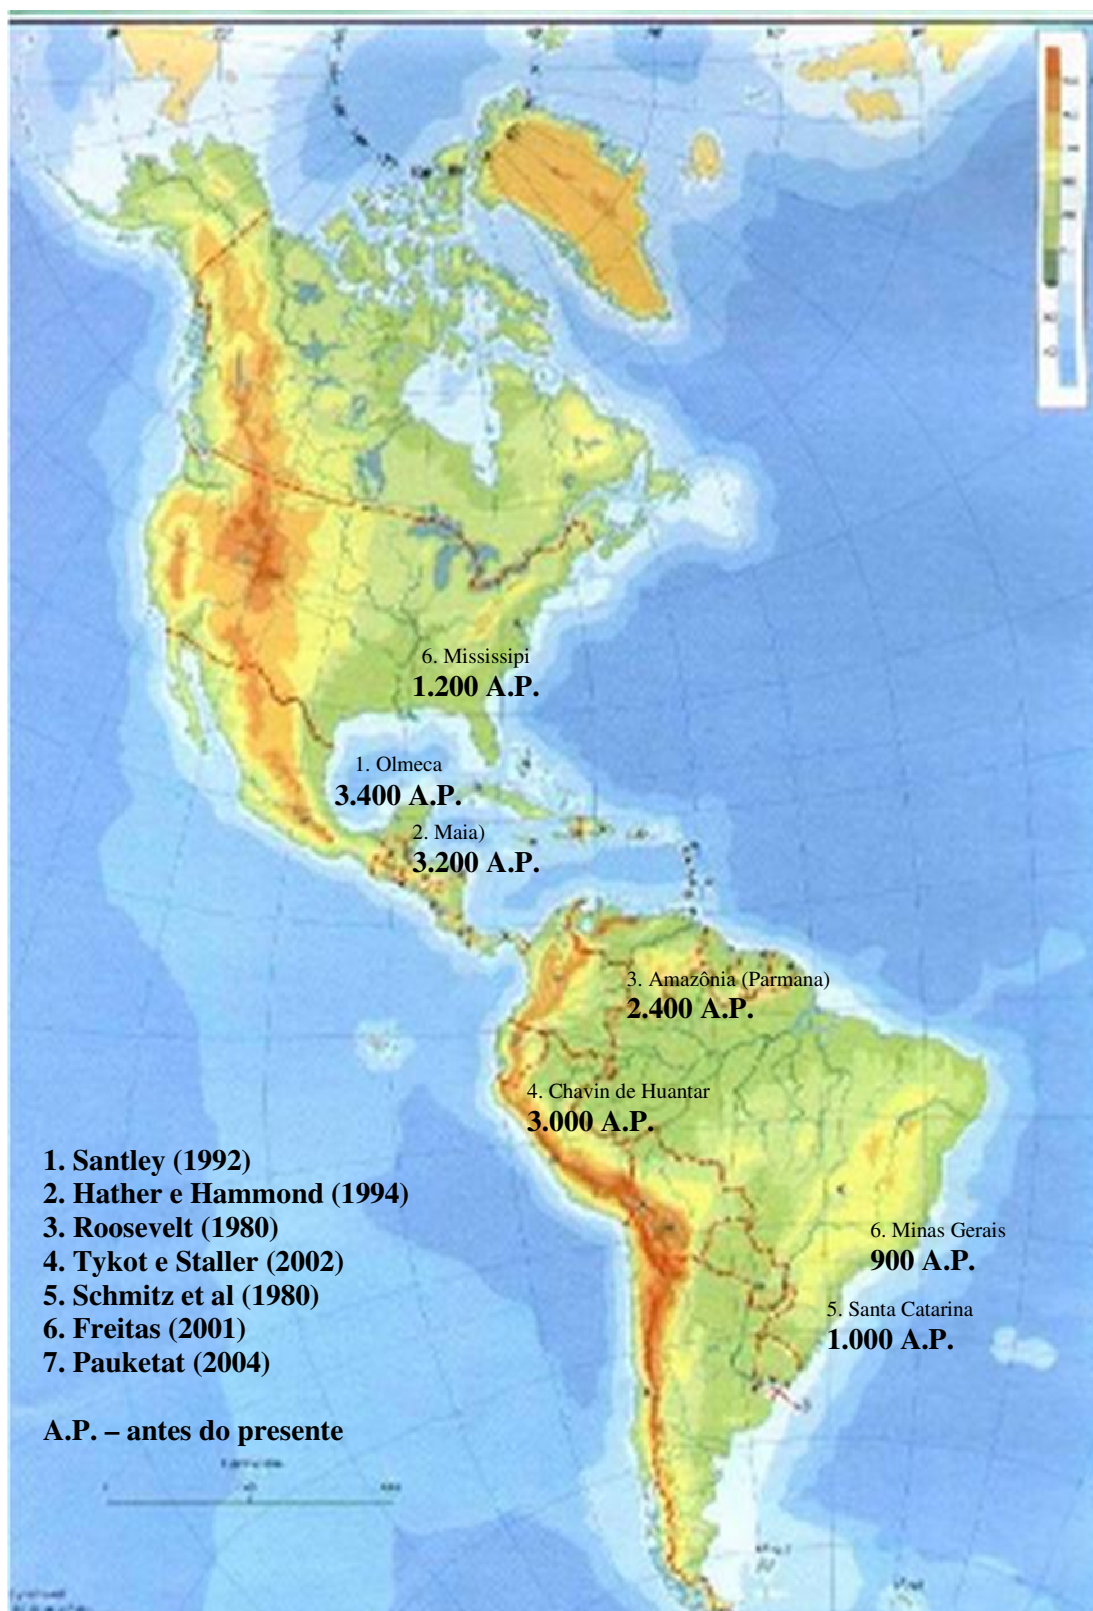 6. Mississipi
1.200 A.P.
1. Olmeca
3.400 A.P.
2. Maia)
3.200 A.P.
3. Amazônia (Parmana)
2.400 A.P.
4. Chavin de Huantar
3.000 A.P.
1. Santley (1992)
2. Hather e Hammond (1994)
3. Roosevelt (1980)
4. Tykot e Staller (2002)
5. Schmitz et al (1980)
6. Freitas (2001)
7. Pauketat (2004)
6. Minas Gerais
900 A.P.
5. Santa Catarina
1.000 A.P.
A.P. – antes do presente